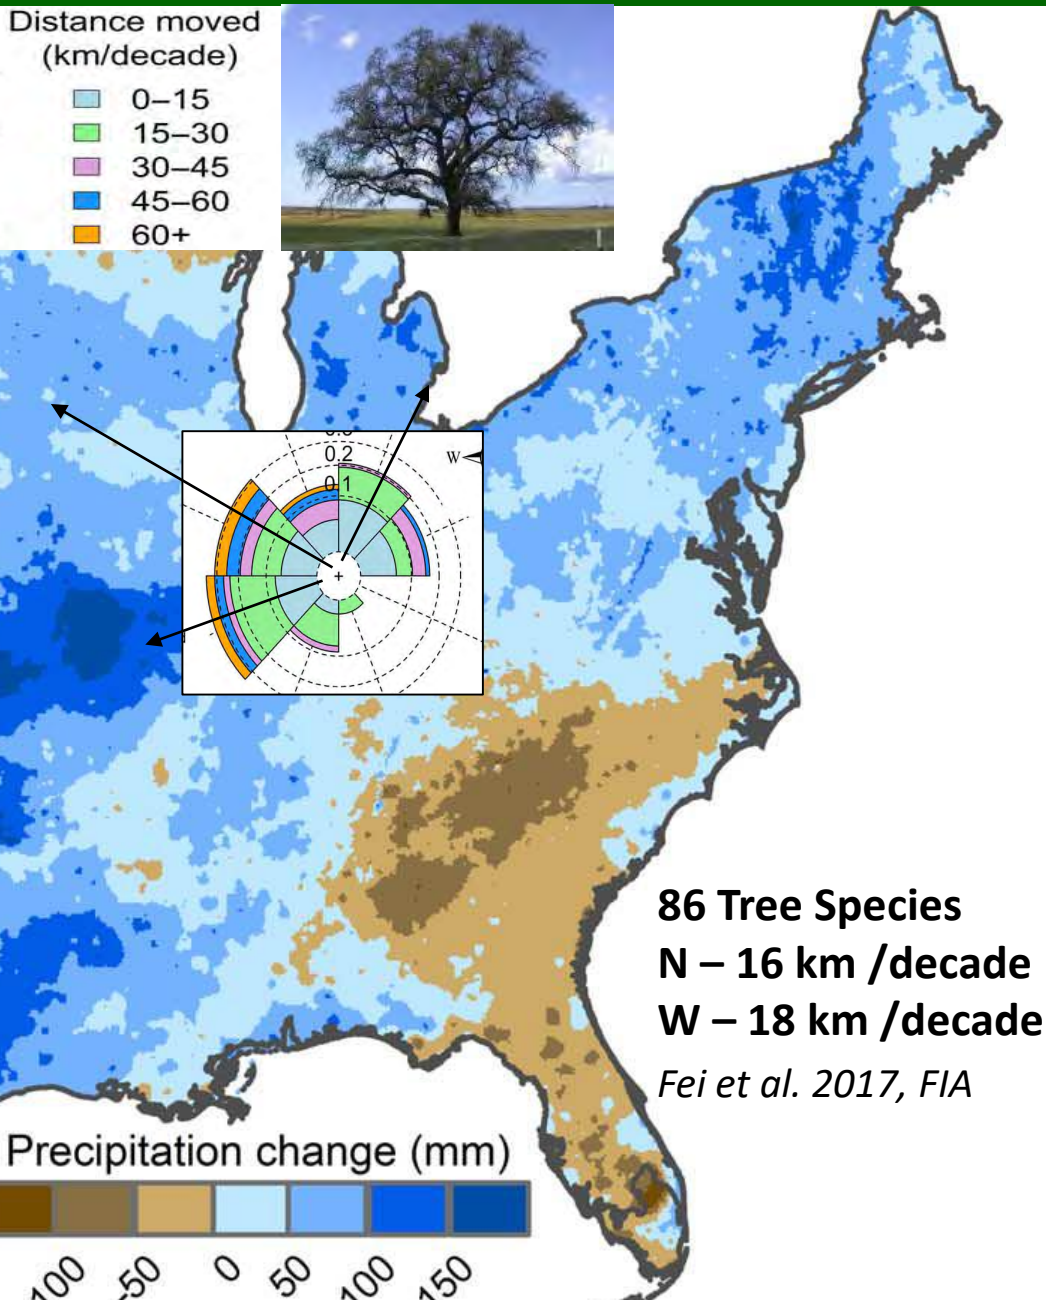 Distance moved
(km/decade)
0–15
15–30
30–45
45–60
60+
0.2
0.1
W
86 Tree Species
N – 16 km /decade
W – 18 km /decade
Fei et al. 2017, FIA
Precipitation change (mm)
100 -50 0 50 100 150